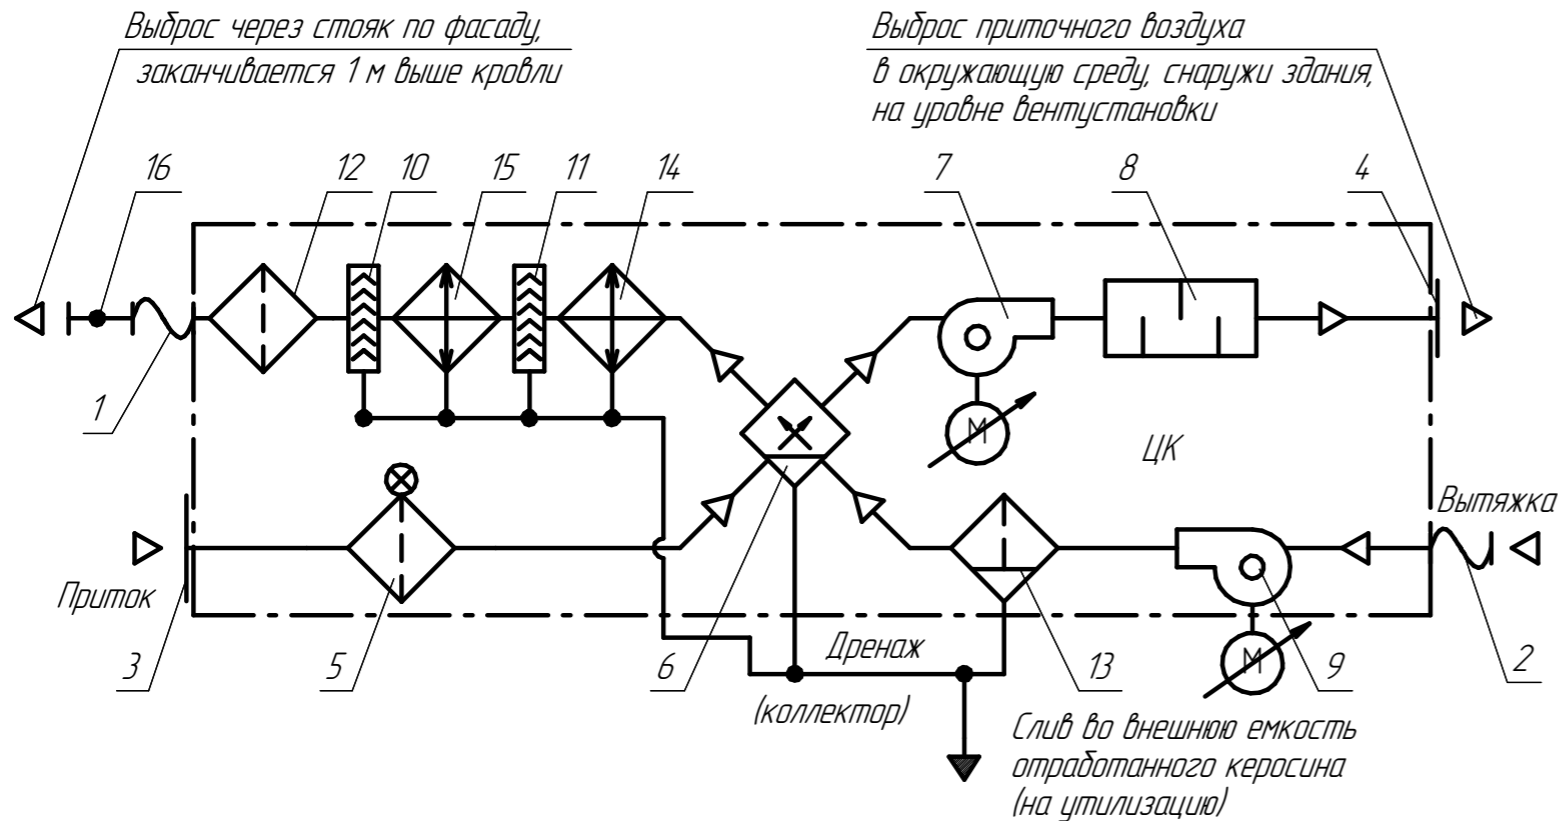 Выброс через стояк по фасаду,
заканчивается 1 м выше кровли
Выброс приточного воздуха
в окружающую среду, снаружи здания,
на уровне вентустановки
16
12
10
15
11
14
7
8
4
1
М
ЦК
Вытяжка
Приток
3
5
6
Дренаж
(коллектор)
13
М
9
2
Слив во внешнюю емкость
отработанного керосина
(на утилизацию)